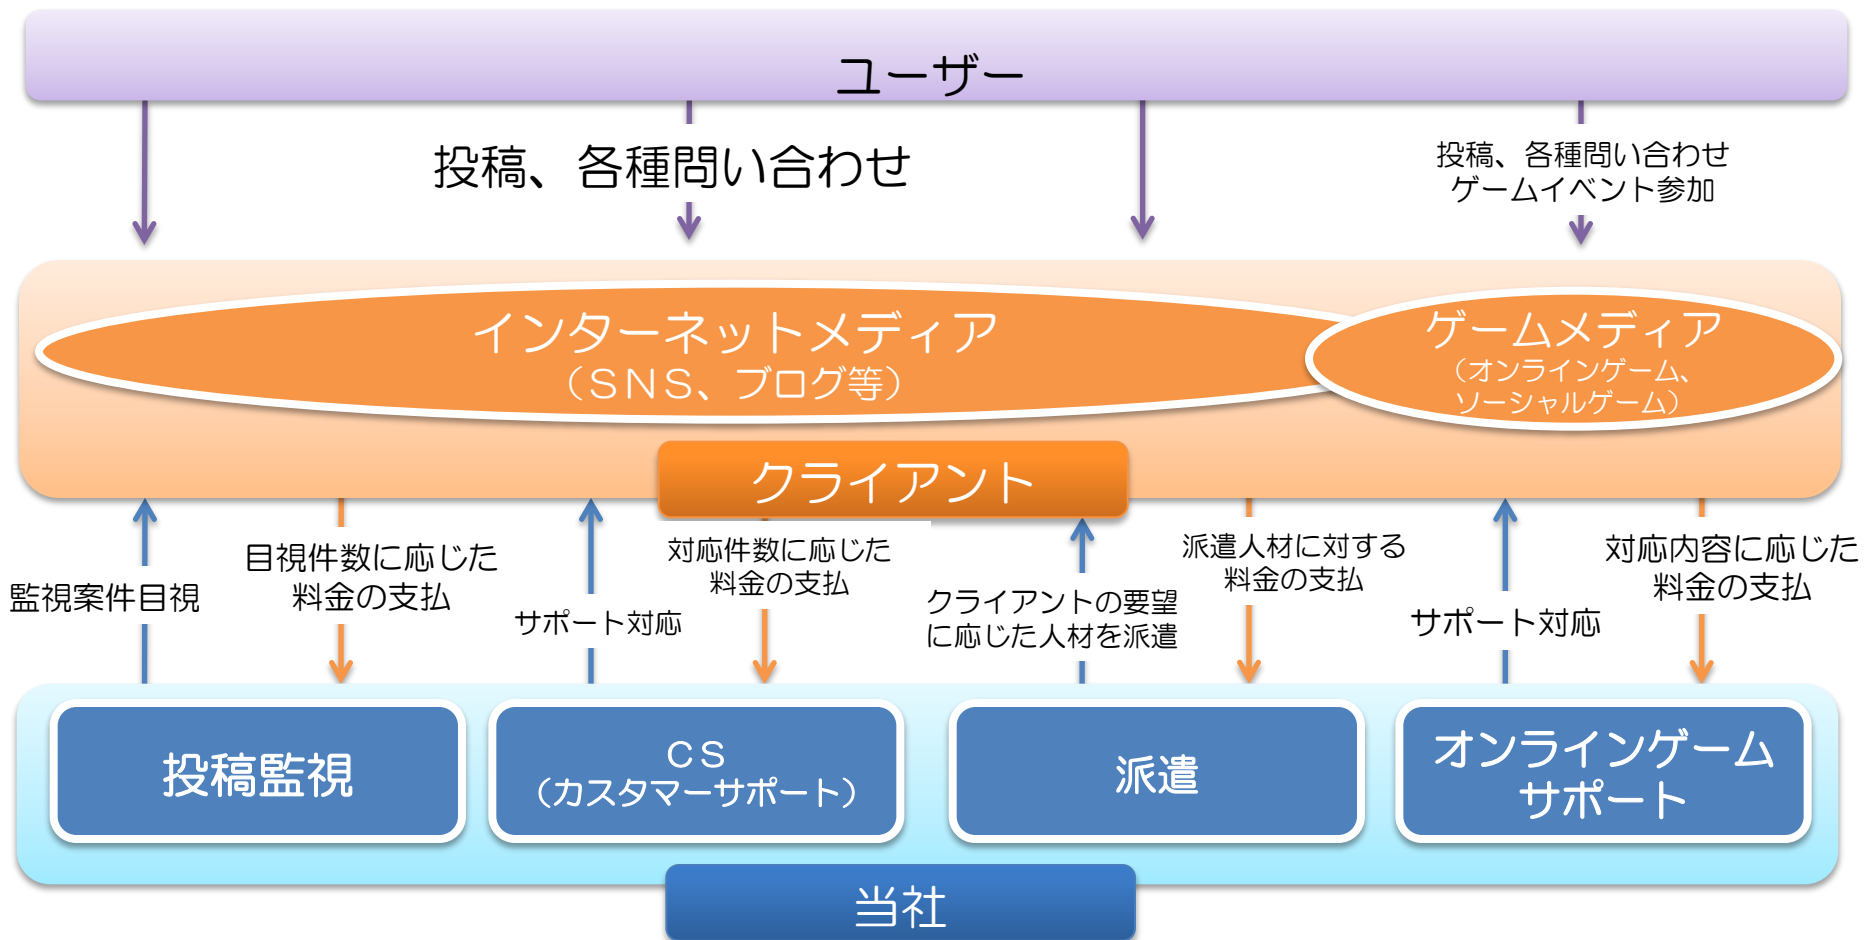 ユーザー
投稿、各種問い合わせ
投稿、各種問い合わせ
ゲームイベント参加
インターネットメディア
（ＳＮＳ、ブログ等）
ゲームメディア
（オンラインゲーム、
ソーシャルゲーム）
クライアント
監視案件目視
目視件数に応じた
料金の支払
サポート対応
対応件数に応じた
料金の支払
クライアントの要望
に応じた人材を派遣
派遣人材に対する
料金の支払
サポート対応
対応内容に応じた
料金の支払
投稿監視
ＣＳ
（カスタマーサポート）
派遣
オンラインゲーム
サポート
当社